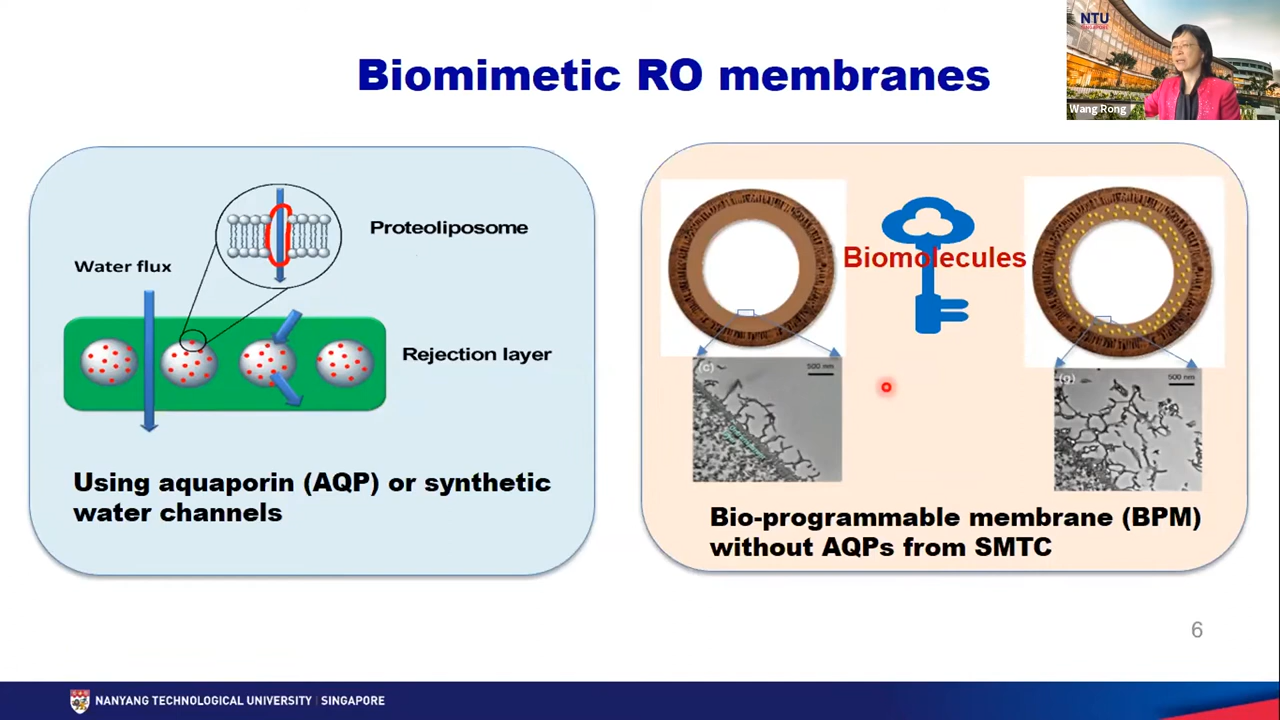 Biomimetic RO membranes
NTU
SINGAPORE
Wang Rong
Proteoliposome
Water flux
Rejection layer
Using aquaporin (AQP) or synthetic
water channels
Biomolecules
(c)
500 nm
500 nm
Bio-programmable membrane (BPM)
without AQPs from SMTC
6
NANYANG TECHNOLOGICAL UNIVERSITY | SINGAPORE